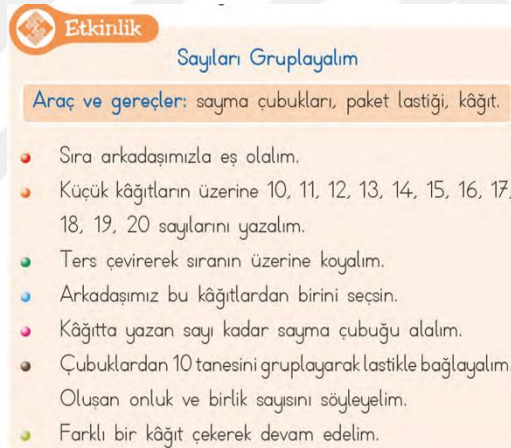 Etkinlik
Sayıları Gruplayalım
Araç ve gereçler: sayma çubukları, paket lastiği, kâğıt.
Sıra arkadaşımızla eş olalım.
Küçük kâğıtların üzerine 10, 11, 12, 13, 14, 15, 16, 17,
18, 19, 20 sayılarını yazalım.
Ters çevirerek sıranın üzerine koyalım.
Arkadaşımız bu kâğıtlardan birini seçsin.
Kâğıtta yazan sayı kadar sayma çubuğu alalım.
Çubuklardan 10 tanesini gruplayarak lastikle bağlayalım.
Oluşan onluk ve birlik sayısını söyleyelim.
Farklı bir kâğıt çekerek devam edelim.